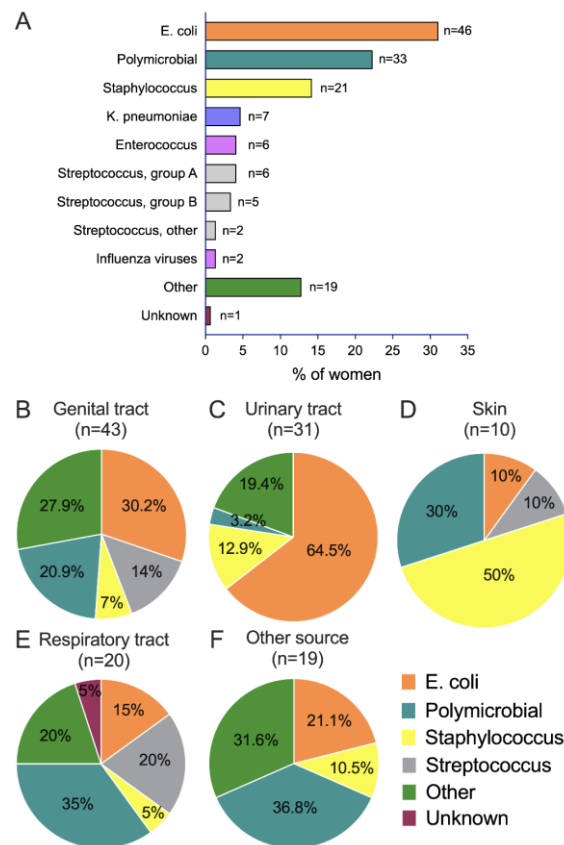 A
E. coli n=46
Polymicrobial n=33
Staphylococcus n=21
K. pneumoniae n=7
Enterococcus n=6
Streptococcus, group A n=6
Streptococcus, group B n=5
Streptococcus, other n=2
Influenza viruses n=2
Other n=19
Unknown n=1
0 5 10 15 20 25 30 35
% of women
B Genital tract
(n=43)
30.2%
14%
7%
20.9%
27.9%
C Urinary tract
(n=31)
64.5%
12.9%
3.2%
19.4%
D Skin
(n=10)
10%
10%
50%
30%
E Respiratory tract
(n=20)
15%
20%
5%
35%
20%
5%
F Other source
(n=19)
21.1%
10.5%
36.8%
31.6%
E. coli
Polymicrobial
Staphylococcus
Streptococcus
Other
Unknown